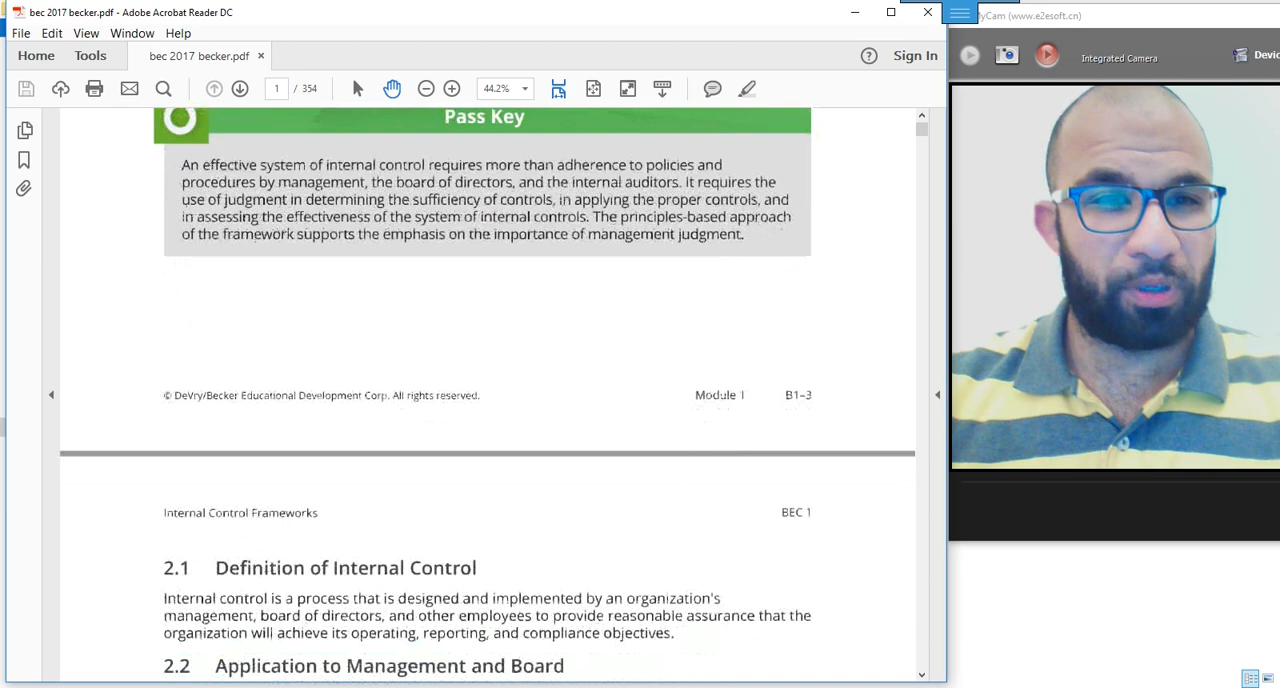 bec 2017 becker.pdf - Adobe Acrobat Reader DC
File Edit View Window Help
Home Tools bec 2017 becker.pdf × Sign In
1 / 354 44.2%
Pass Key
An effective system of internal control requires more than adherence to policies and
procedures by management, the board of directors, and the internal auditors. It requires the
use of judgment in determining the sufficiency of controls, in applying the proper controls, and
in assessing the effectiveness of the system of internal controls. The principles-based approach
of the framework supports the emphasis on the importance of management judgment.
© DeVry/Becker Educational Development Corp. All rights reserved. Module 1 B1–3
Internal Control Frameworks BEC 1
2.1 Definition of Internal Control
Internal control is a process that is designed and implemented by an organization's
management, board of directors, and other employees to provide reasonable assurance that the
organization will achieve its operating, reporting, and compliance objectives.
2.2 Application to Management and Board
yCam (www.e2esoft.cn)
Integrated Camera Devic